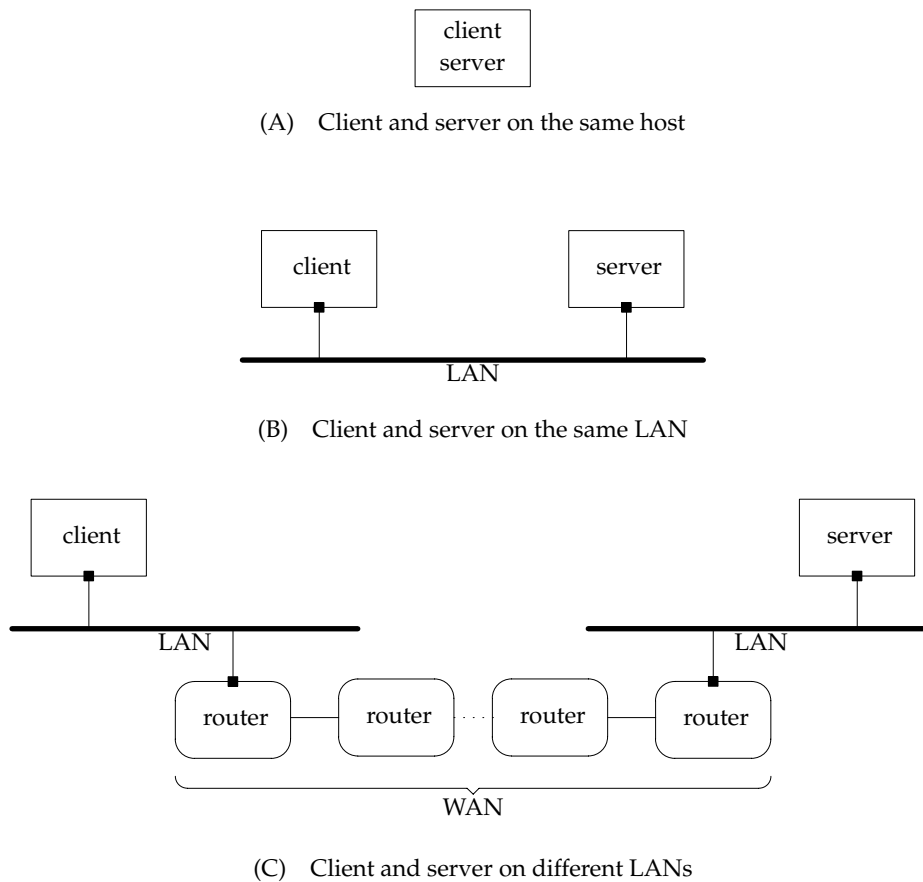 client
server
(A) Client and server on the same host
client server
LAN
(B) Client and server on the same LAN
client server
LAN LAN
router router router router
WAN
(C) Client and server on different LANs